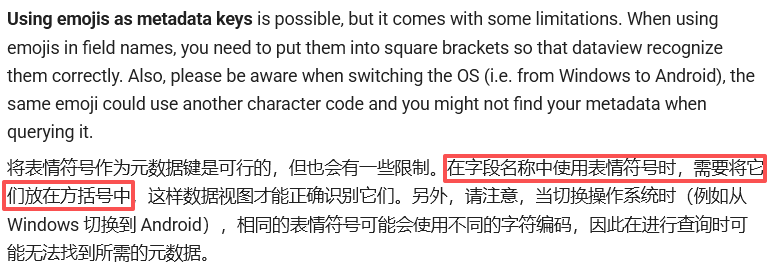 Using emojis as metadata keys is possible, but it comes with some limitations. When using
emojis in field names, you need to put them into square brackets so that dataview recognize
them correctly. Also, please be aware when switching the OS (i.e. from Windows to Android), the
same emoji could use another character code and you might not find your metadata when
querying it.
将表情符号作为元数据键是可行的，但也会有一些限制。在字段名称中使用表情符号时，需要将它
们放在方括号中，这样数据视图才能正确识别它们。另外，请注意，当切换操作系统时（例如从
Windows 切换到 Android），相同的表情符号可能会使用不同的字符编码，因此在进行查询时可
能无法找到所需的元数据。